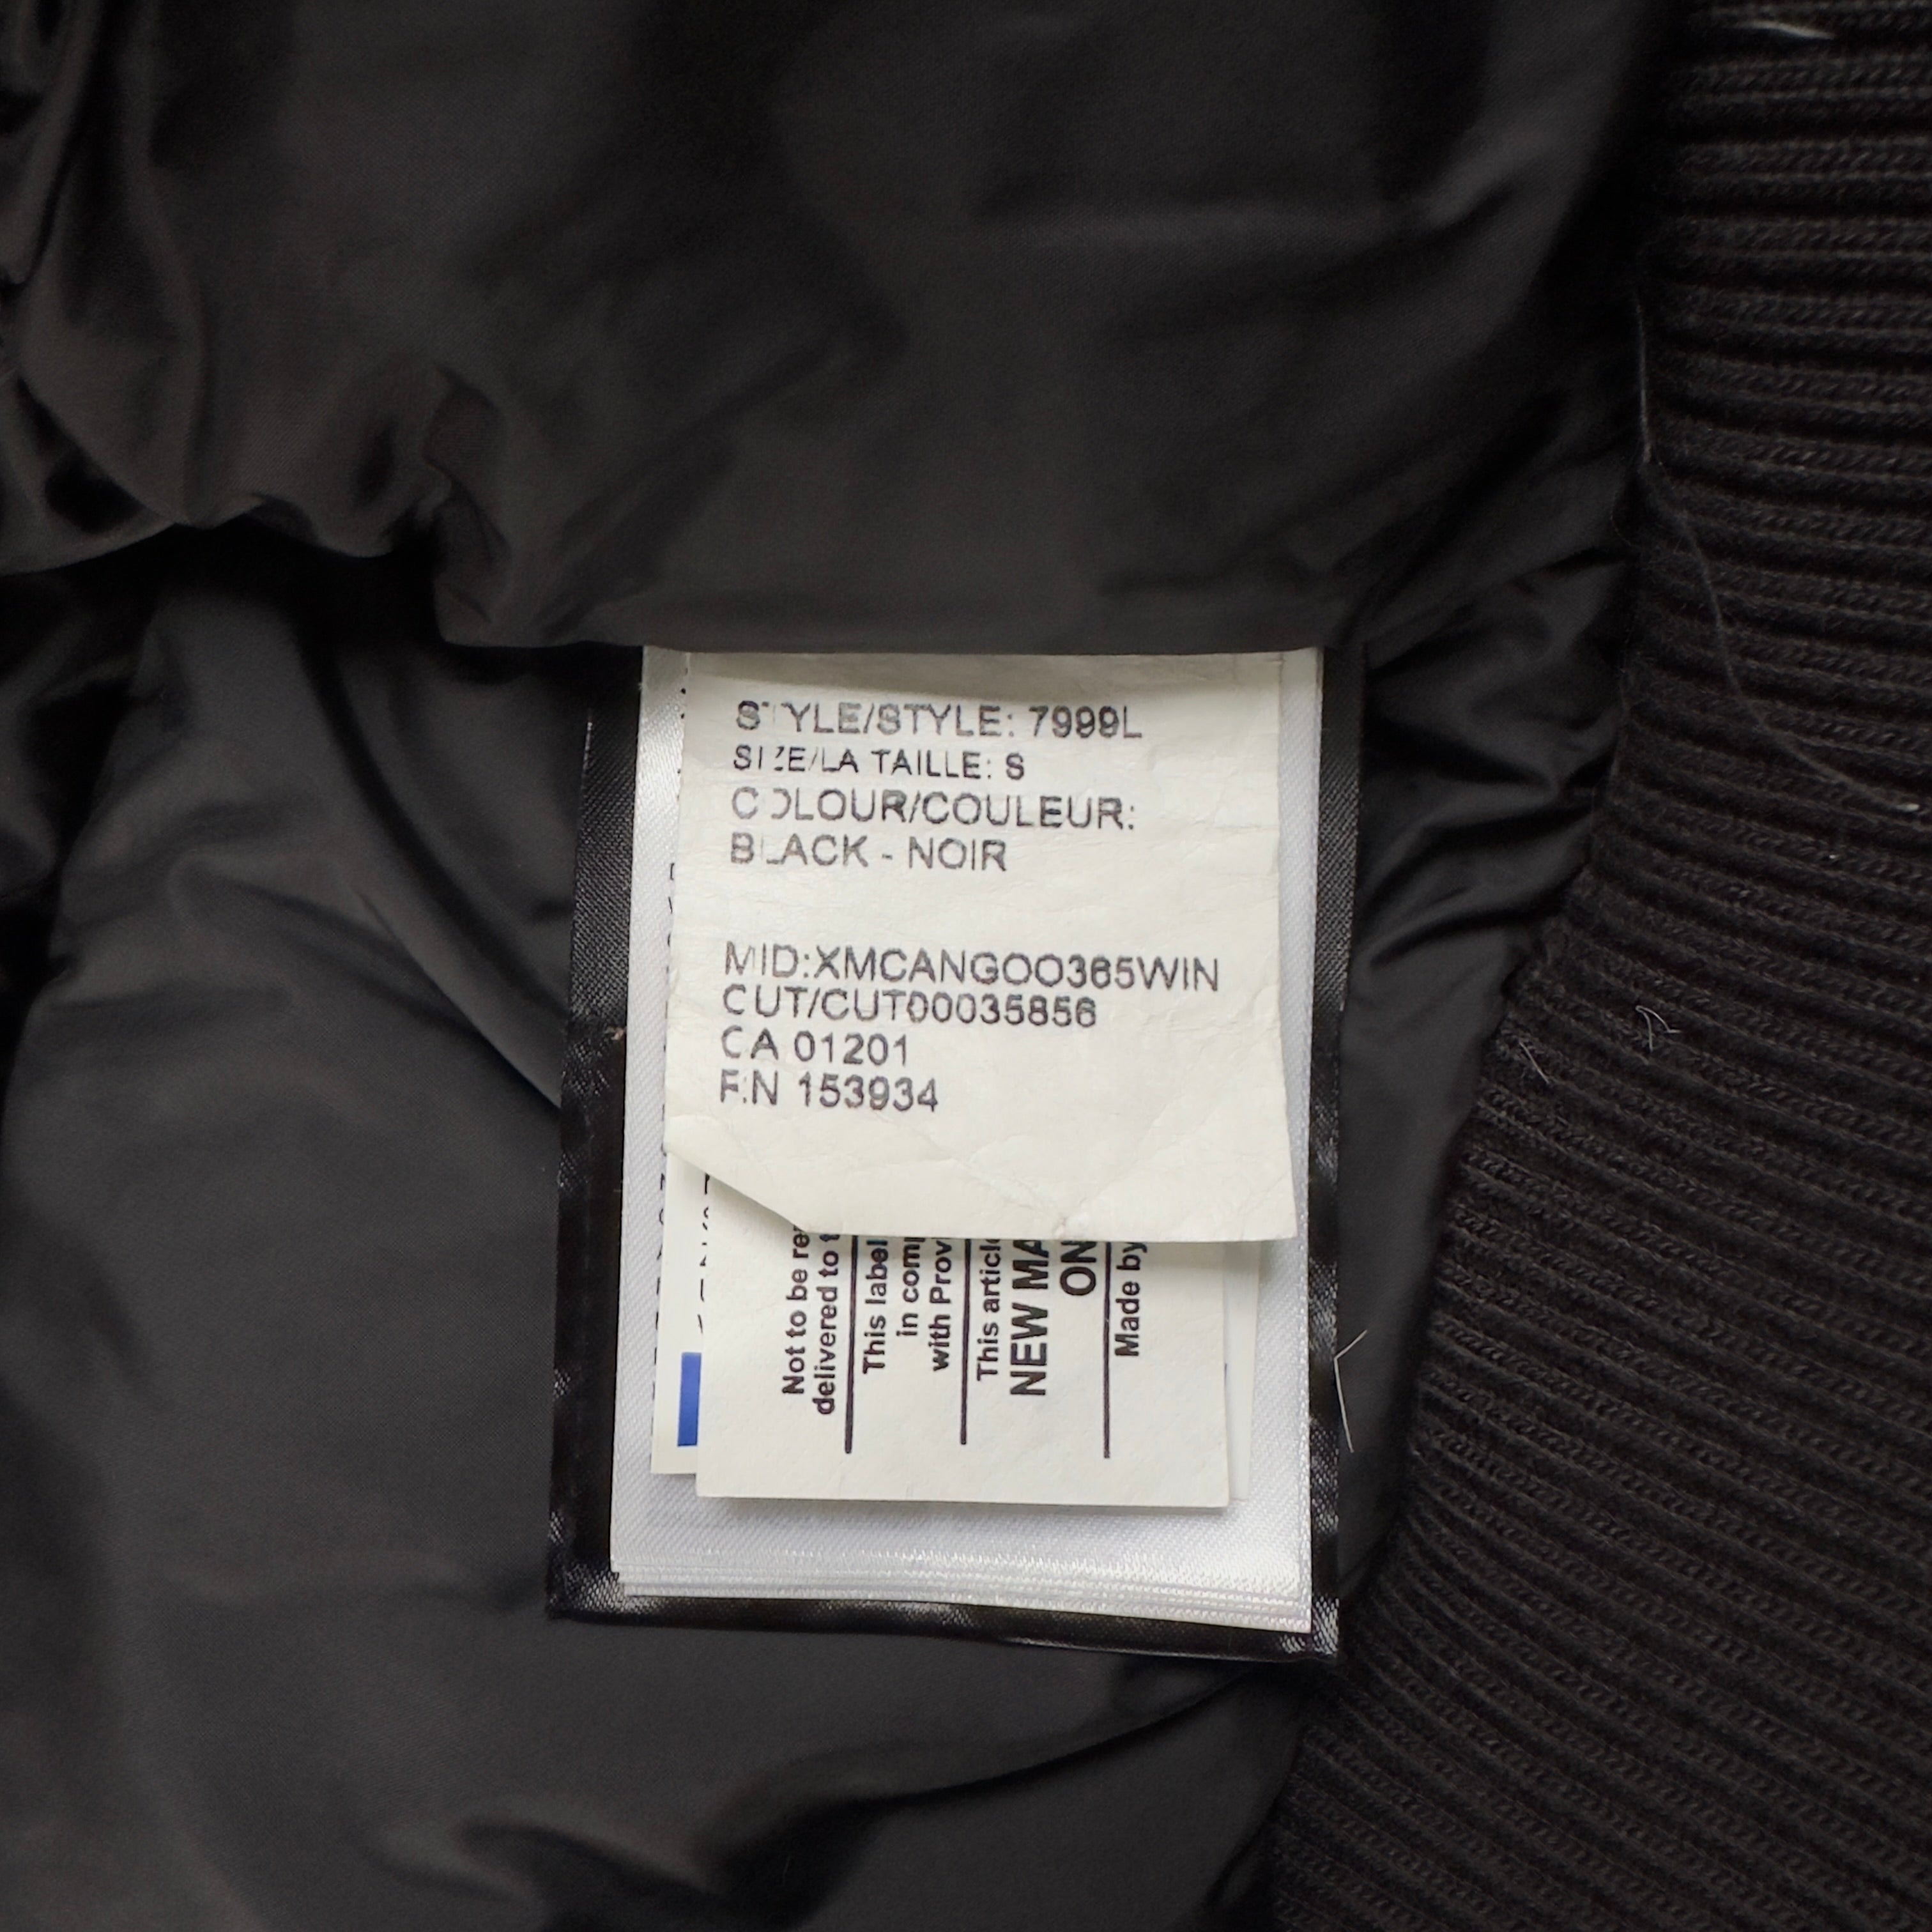 STYLE/STYLE: 7999L
SIZE/LA TAILLE: S
COLOUR/COULEUR:
BLACK - NOIR
MID:XMCANGOO365WIN
CUT/CUT00035856
CA 01201
RN 153934
Not to be re
delivered to t
This label
in comp
with Prov
This article
NEW MA
ON
Made by